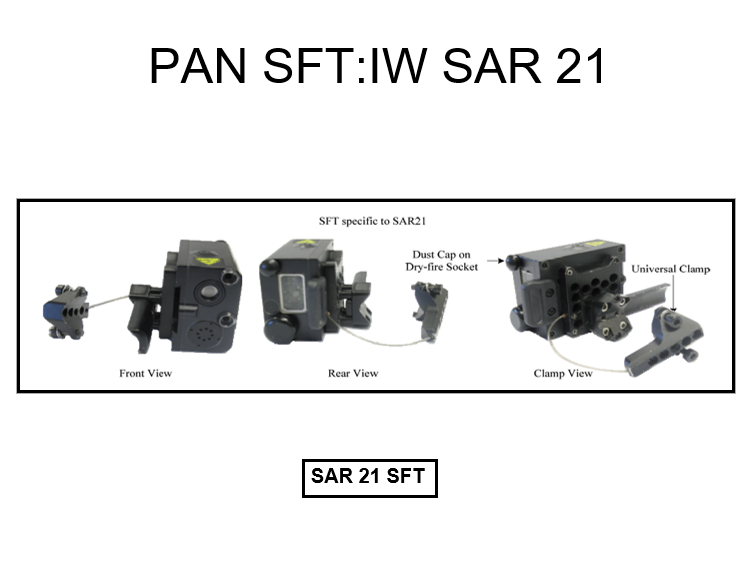 PAN SFT:IW SAR 21
SFT specific to SAR21
Dust Cap on
Dry-fire Socket
Universal Clamp
Front View
Rear View
Clamp View
SAR 21 SFT